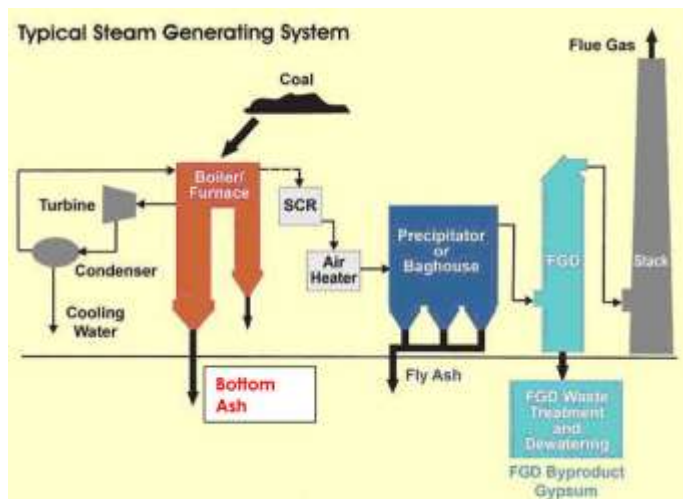 Typical Steam Generating System
Flue Gas
Coal
Boiler/
Furnace
Turbine
SCR
Condenser
Air
Heater
Precipitator
or
Baghouse
FGD
Stack
Cooling
Water
Bottom
Ash
Fly Ash
FGD Waste
Treatment
and
Dewatering
FGD Byproduct
Gypsum